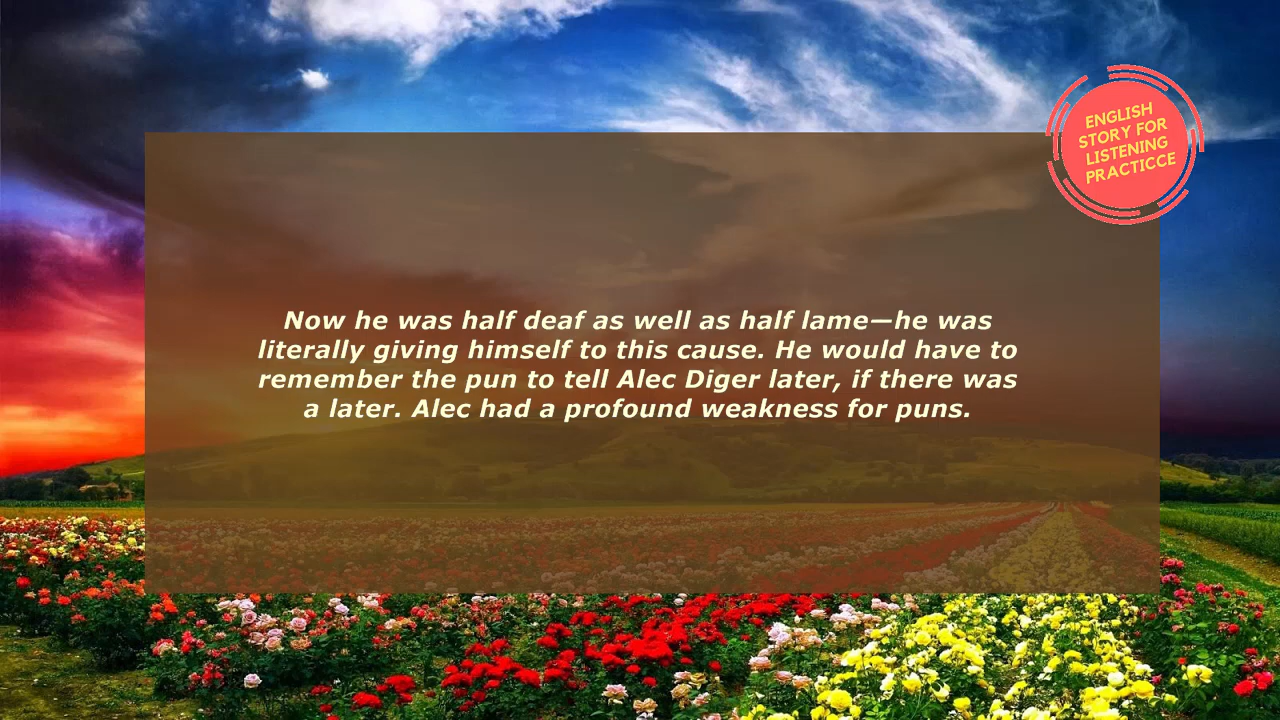 ENGLISH
STORY FOR
LISTENING
PRACTICCE
Now he was half deaf as well as half lame—he was
literally giving himself to this cause. He would have to
remember the pun to tell Alec Diger later, if there was
a later. Alec had a profound weakness for puns.